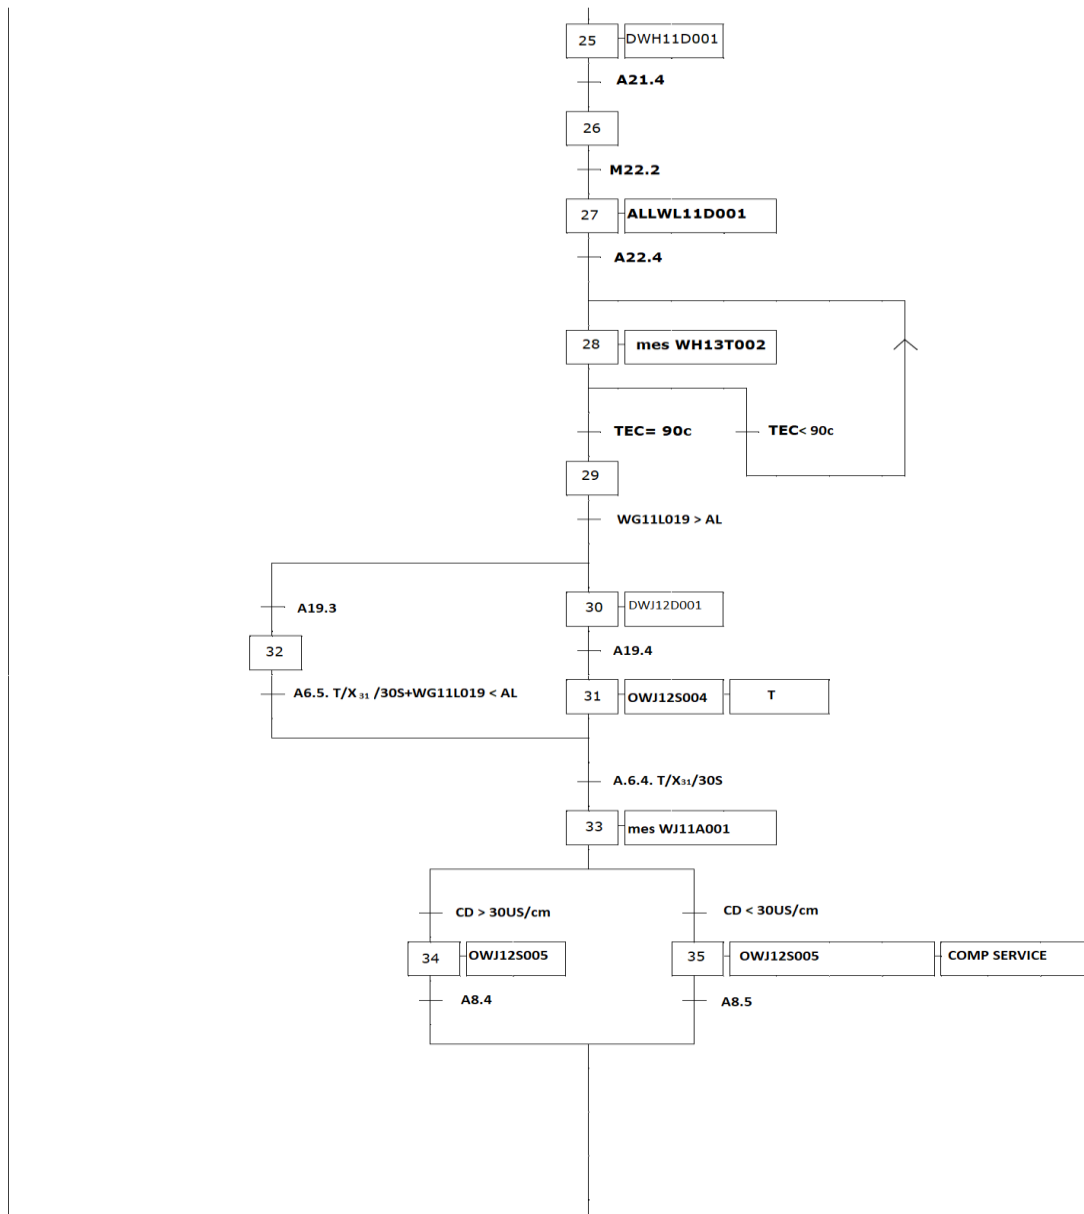 25 DWH11D001
A21.4
26
M22.2
27 ALLWL11D001
A22.4
28 mes WH13T002
TEC= 90c TEC< 90c
29
WG11L019 > AL
A19.3 30 DWJ12D001
32 A19.4
A6.5. T/X 31 /30S+WG11L019 < AL 31 OWJ12S004 T
A.6.4. T/X31/30S
33 mes WJ11A001
CD > 30US/cm CD < 30US/cm
34 OWJ12S005 35 OWJ12S005 COMP SERVICE
A8.4 A8.5